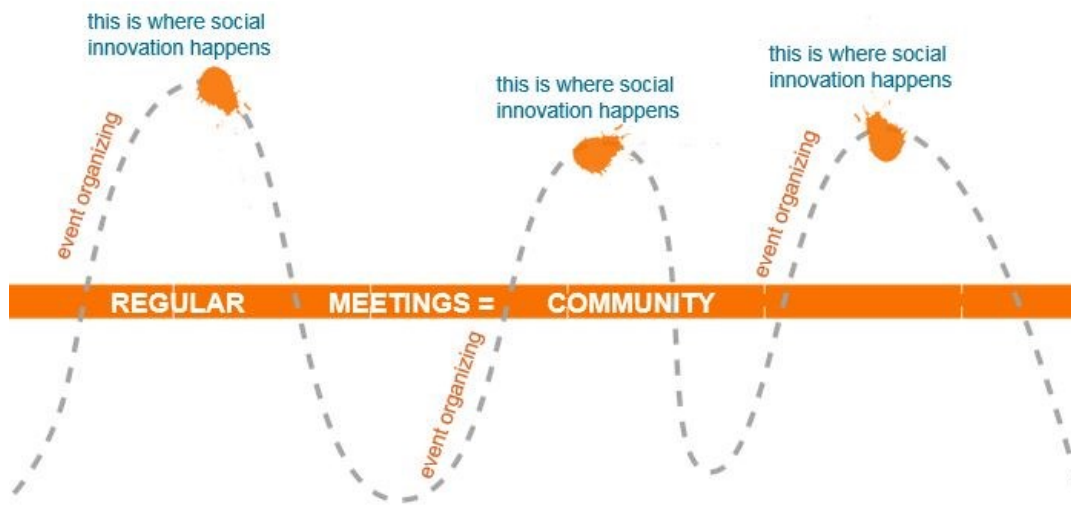 this is where social
innovation happens
this is where social
innovation happens
this is where social
innovation happens
event organizing
event organizing
event organizing
REGULAR MEETINGS = COMMUNITY